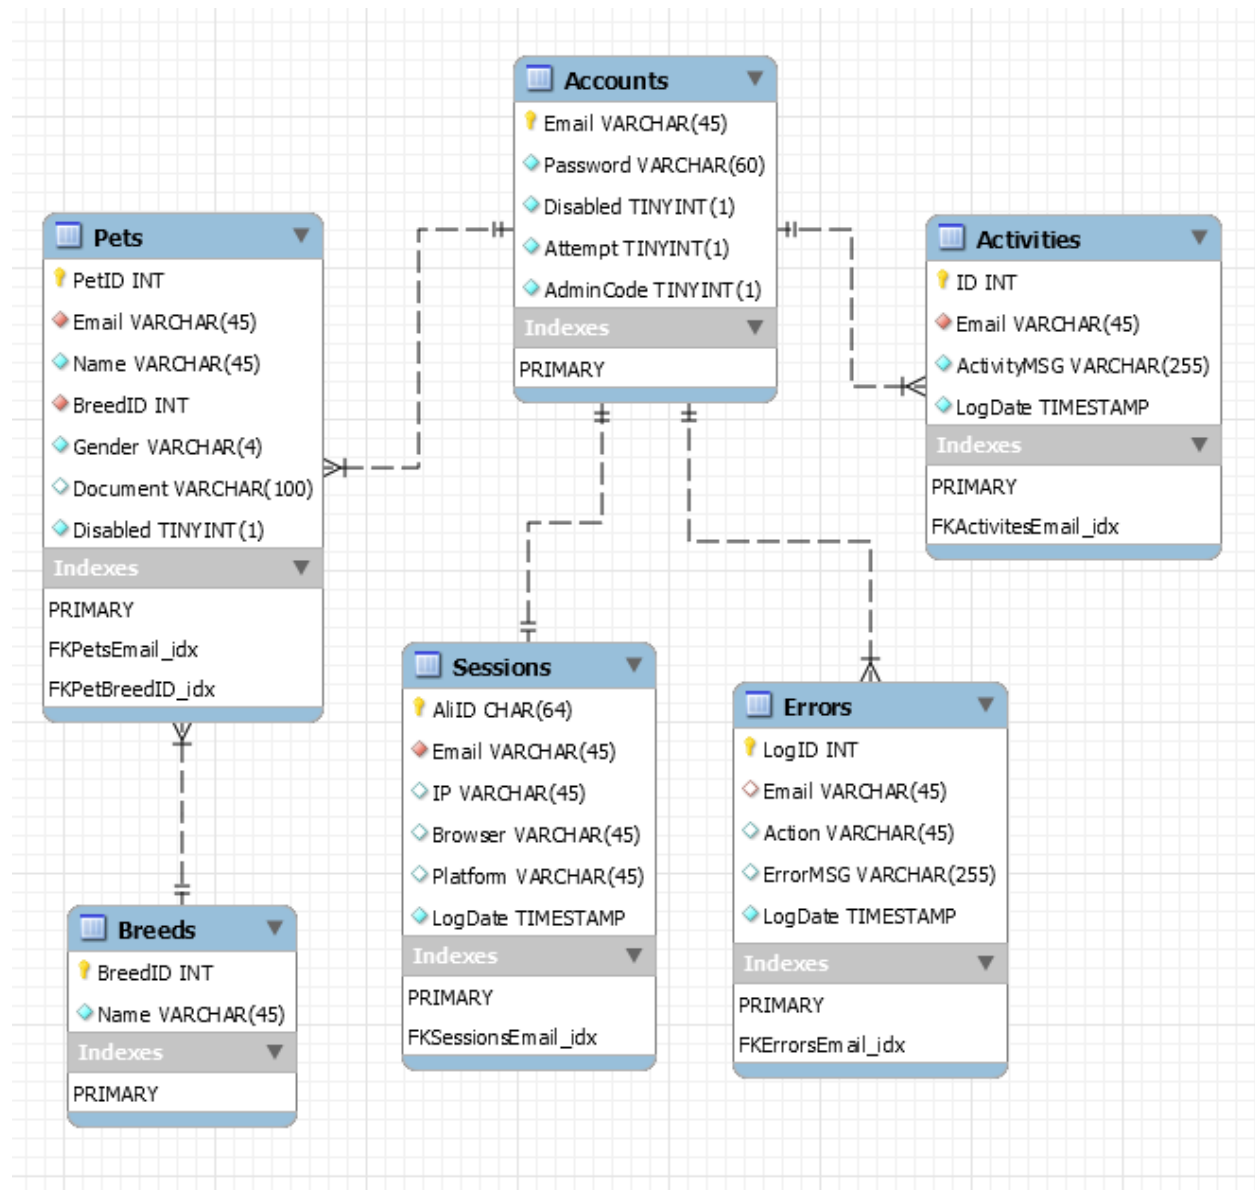 Accounts
Email VARCHAR(45)
Password VARCHAR(60)
Disabled TINYINT(1)
Attempt TINYINT(1)
AdminCode TINYINT(1)
Indexes
PRIMARY
Pets
PetID INT
Email VARCHAR(45)
Name VARCHAR(45)
BreedID INT
Gender VARCHAR(4)
Document VARCHAR(100)
Disabled TINYINT(1)
Indexes
PRIMARY
FKPetsEmail_idx
FKPetBreedID_idx
Activities
ID INT
Email VARCHAR(45)
ActivityMSG VARCHAR(255)
LogDate TIMESTAMP
Indexes
PRIMARY
FKActivitesEmail_idx
Sessions
AliID CHAR(64)
Email VARCHAR(45)
IP VARCHAR(45)
Browser VARCHAR(45)
Platform VARCHAR(45)
LogDate TIMESTAMP
Indexes
PRIMARY
FKSessionsEmail_idx
Errors
LogID INT
Email VARCHAR(45)
Action VARCHAR(45)
ErrorMSG VARCHAR(255)
LogDate TIMESTAMP
Indexes
PRIMARY
FKErrorsEmail_idx
Breeds
BreedID INT
Name VARCHAR(45)
Indexes
PRIMARY